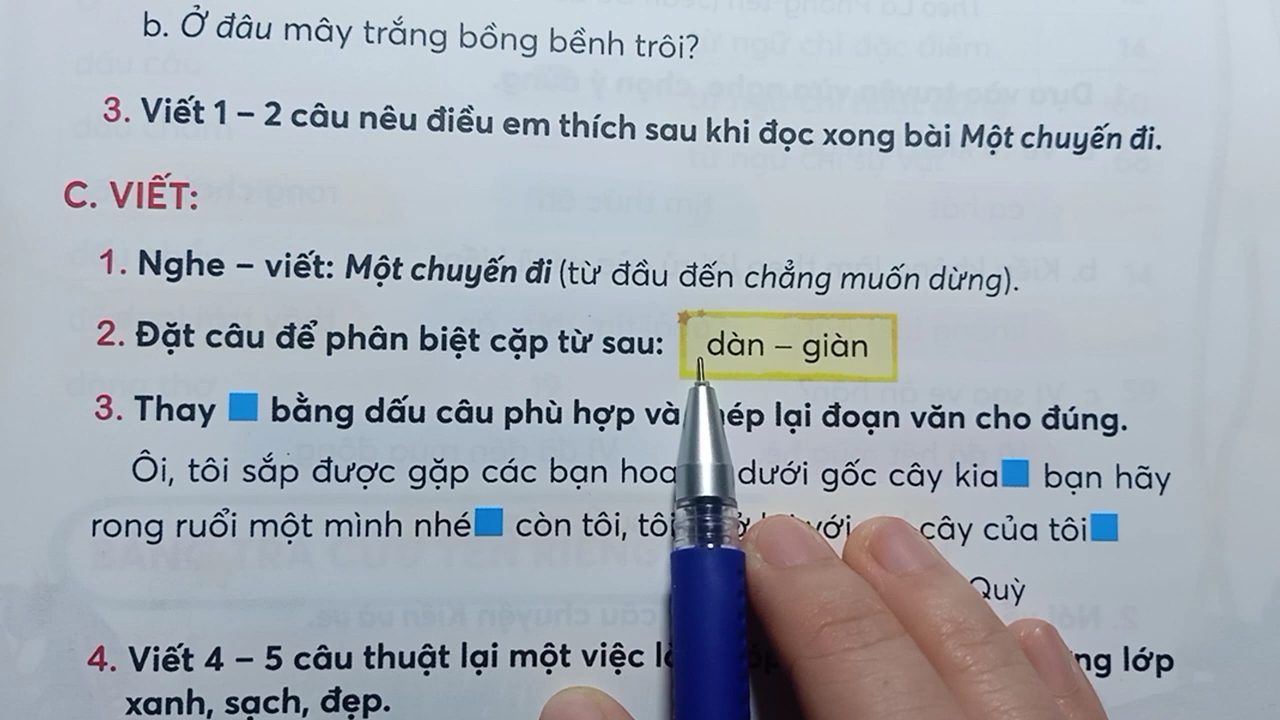 b. Ở đâu mây trắng bồng bềnh trôi?
3. Viết 1 – 2 câu nêu điều em thích sau khi đọc xong bài Một chuyến đi.
C. VIẾT:
1. Nghe – viết: Một chuyến đi (từ đầu đến chẳng muốn dừng).
2. Đặt câu để phân biệt cặp từ sau: dàn – giàn
3. Thay bằng dấu câu phù hợp và lại đoạn văn cho đúng.
Ôi, tôi sắp được gặp các bạn dưới gốc cây kia bạn hãy
rong ruổi một mình nhé còn tôi, cây của tôi
Quỳ
4. Viết 4 – 5 câu thuật lại một việc lớp
xanh, sạch, đẹp.